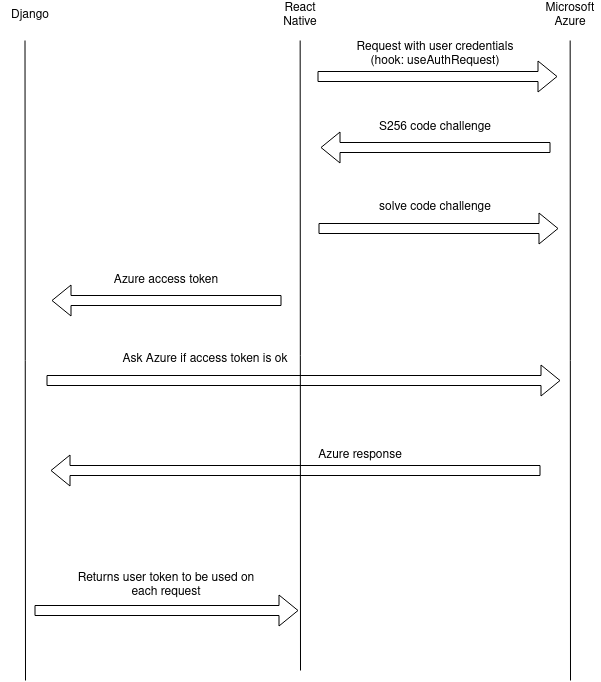 Django
React
Native
Microsoft
Azure
Request with user credentials
(hook: useAuthRequest)
S256 code challenge
solve code challenge
Azure access token
Ask Azure if access token is ok
Azure response
Returns user token to be used on
each request